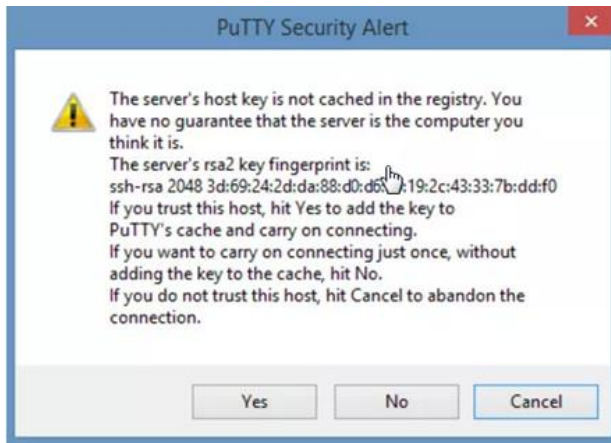 PuTTY Security Alert
The server's host key is not cached in the registry. You
have no guarantee that the server is the computer you
think it is.
The server's rsa2 key fingerprint is:
ssh-rsa 2048 3d:69:24:2d:da:88:d0:d6 19:2c:43:33:7b:dd:f0
If you trust this host, hit Yes to add the key to
PuTTY's cache and carry on connecting.
If you want to carry on connecting just once, without
adding the key to the cache, hit No.
If you do not trust this host, hit Cancel to abandon the
connection.
Yes
No
Cancel